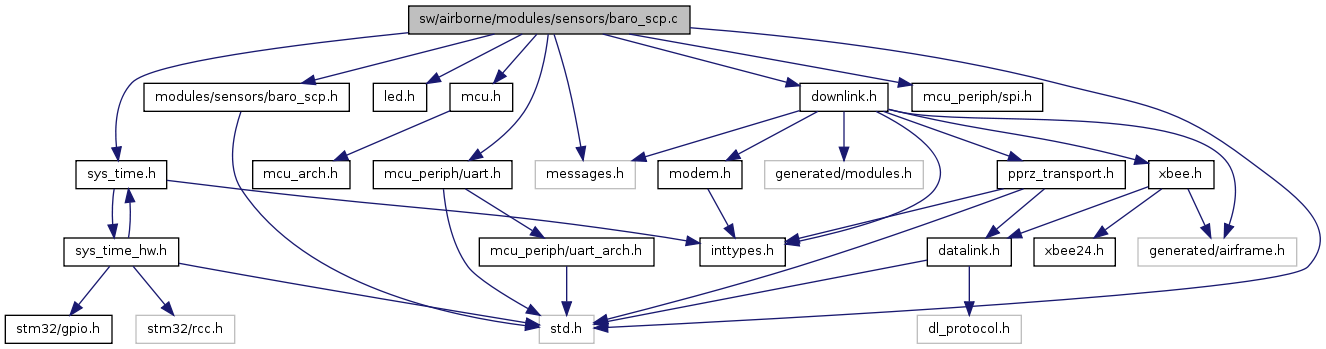 sw/airborne/modules/sensors/baro_scp.c
modules/sensors/baro_scp.h
led.h
mcu.h
downlink.h
mcu_periph/spi.h
sys_time.h
mcu_arch.h
mcu_periph/uart.h
messages.h
modem.h
generated/modules.h
pprz_transport.h
xbee.h
sys_time_hw.h
mcu_periph/uart_arch.h
inttypes.h
datalink.h
xbee24.h
generated/airframe.h
stm32/gpio.h
stm32/rcc.h
std.h
dl_protocol.h